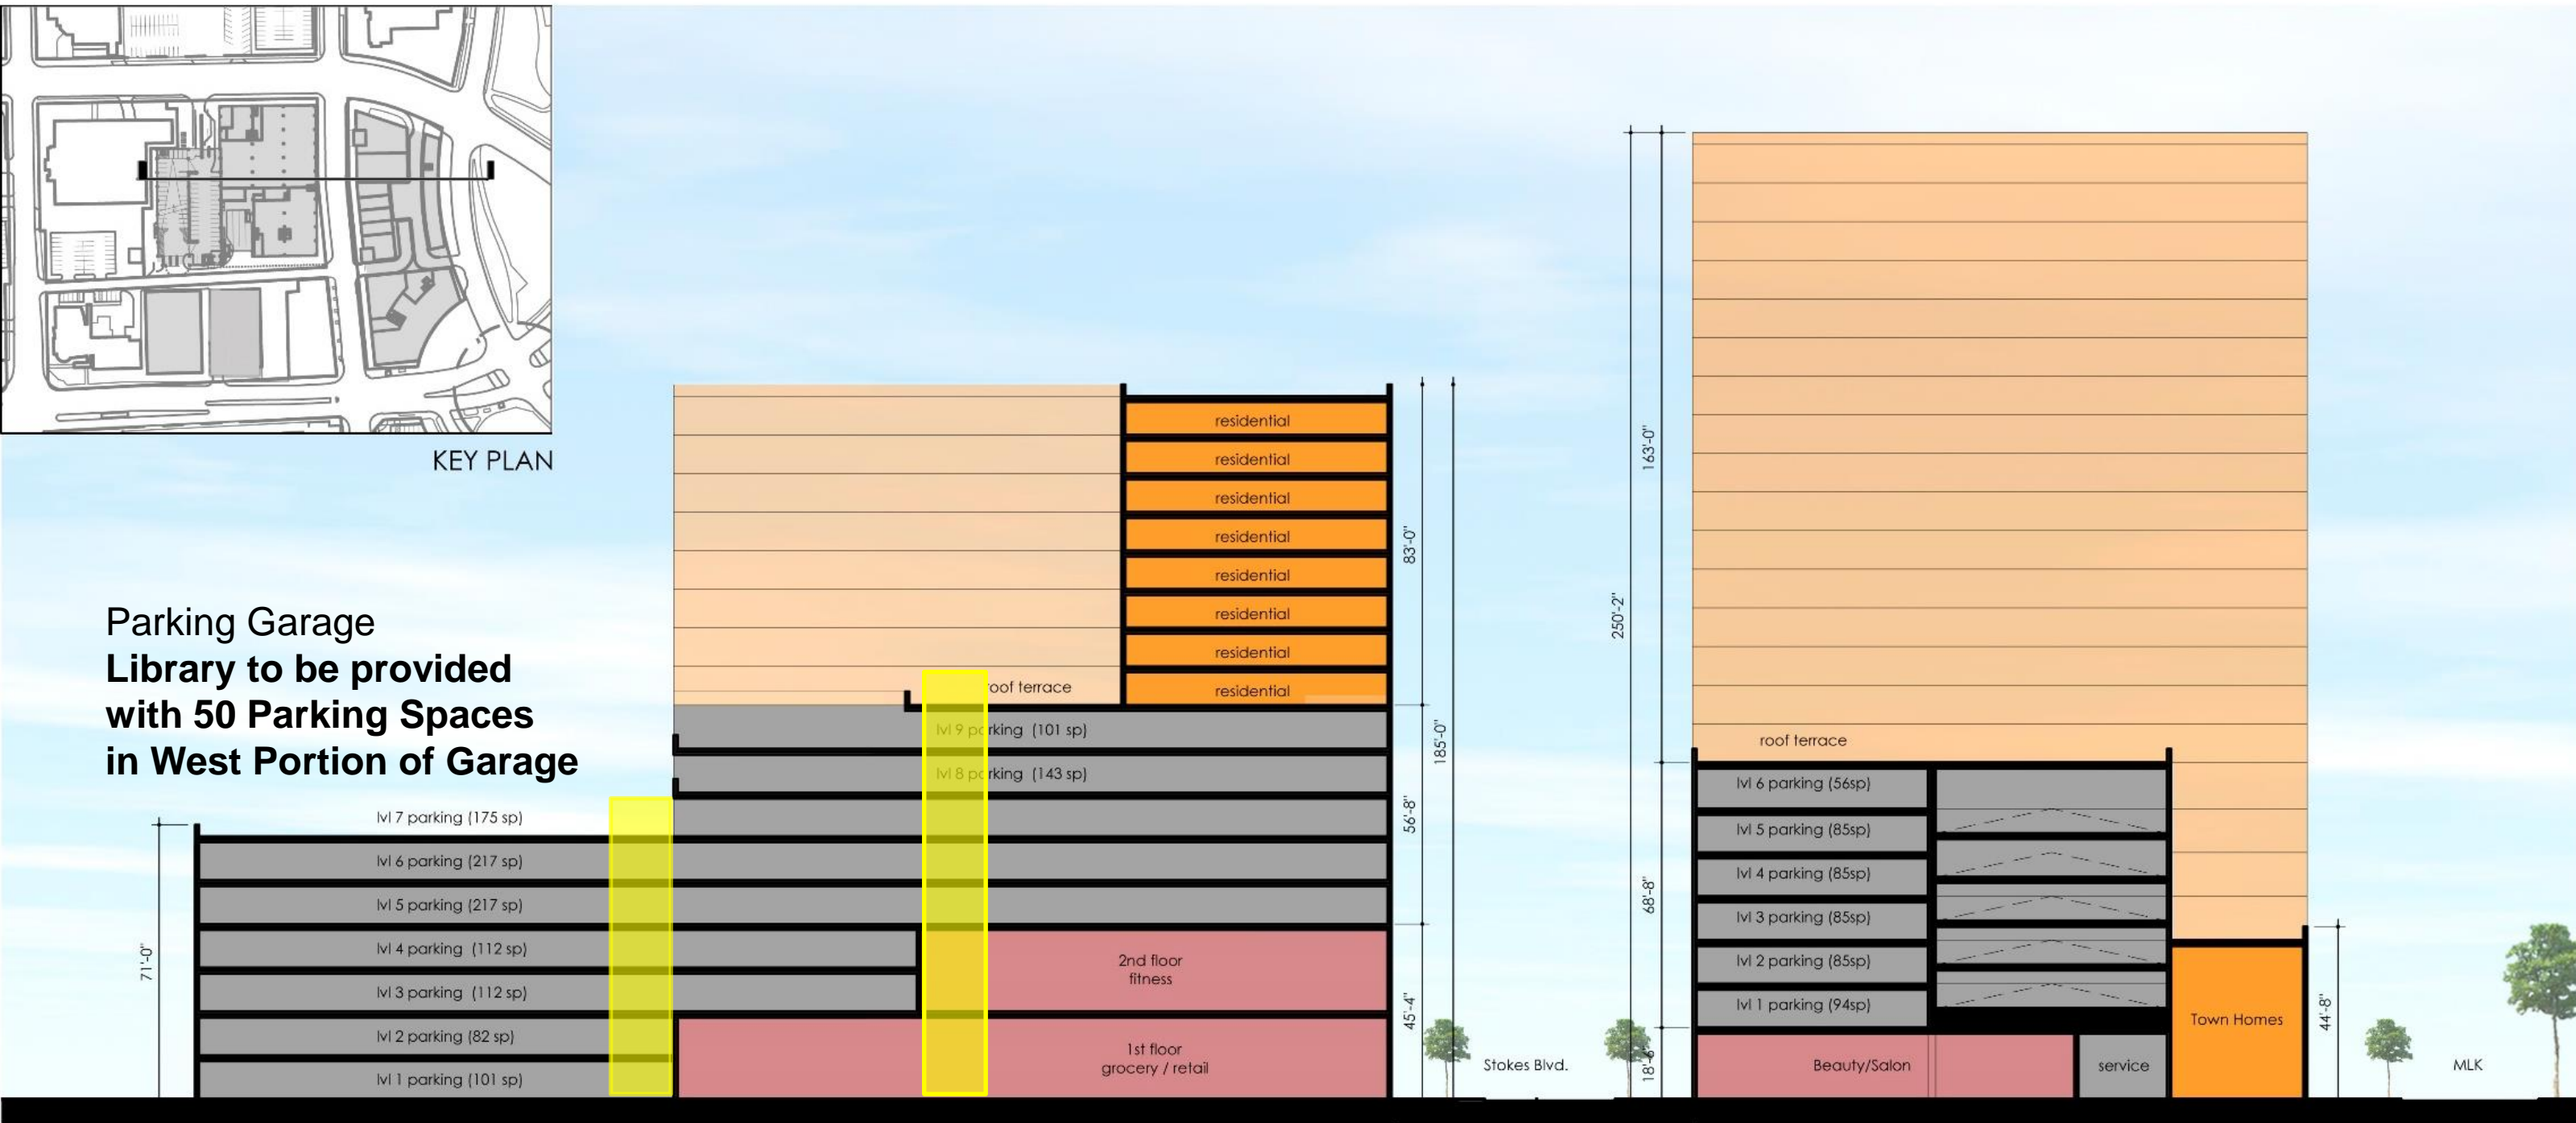 KEY PLAN
Parking Garage
Library to be provided
with 50 Parking Spaces
in West Portion of Garage
71'-0"
lvl 7 parking (175 sp)
lvl 6 parking (217 sp)
lvl 5 parking (217 sp)
lvl 4 parking (112 sp)
lvl 3 parking (112 sp)
lvl 2 parking (82 sp)
lvl 1 parking (101 sp)
residential
residential
residential
residential
residential
residential
residential
residential
oof terrace
lvl 9 parking (101 sp)
lvl 8 parking (143 sp)
2nd floor
fitness
1st floor
grocery / retail
83'-0"
56'-8"
45'-4"
185'-0"
Stokes Blvd.
250'-2"
163'-0"
68'-8"
18'-6"
roof terrace
lvl 6 parking (56sp)
lvl 5 parking (85sp)
lvl 4 parking (85sp)
lvl 3 parking (85sp)
lvl 2 parking (85sp)
lvl 1 parking (94sp)
Beauty/Salon
service
Town Homes
44'-8"
MLK